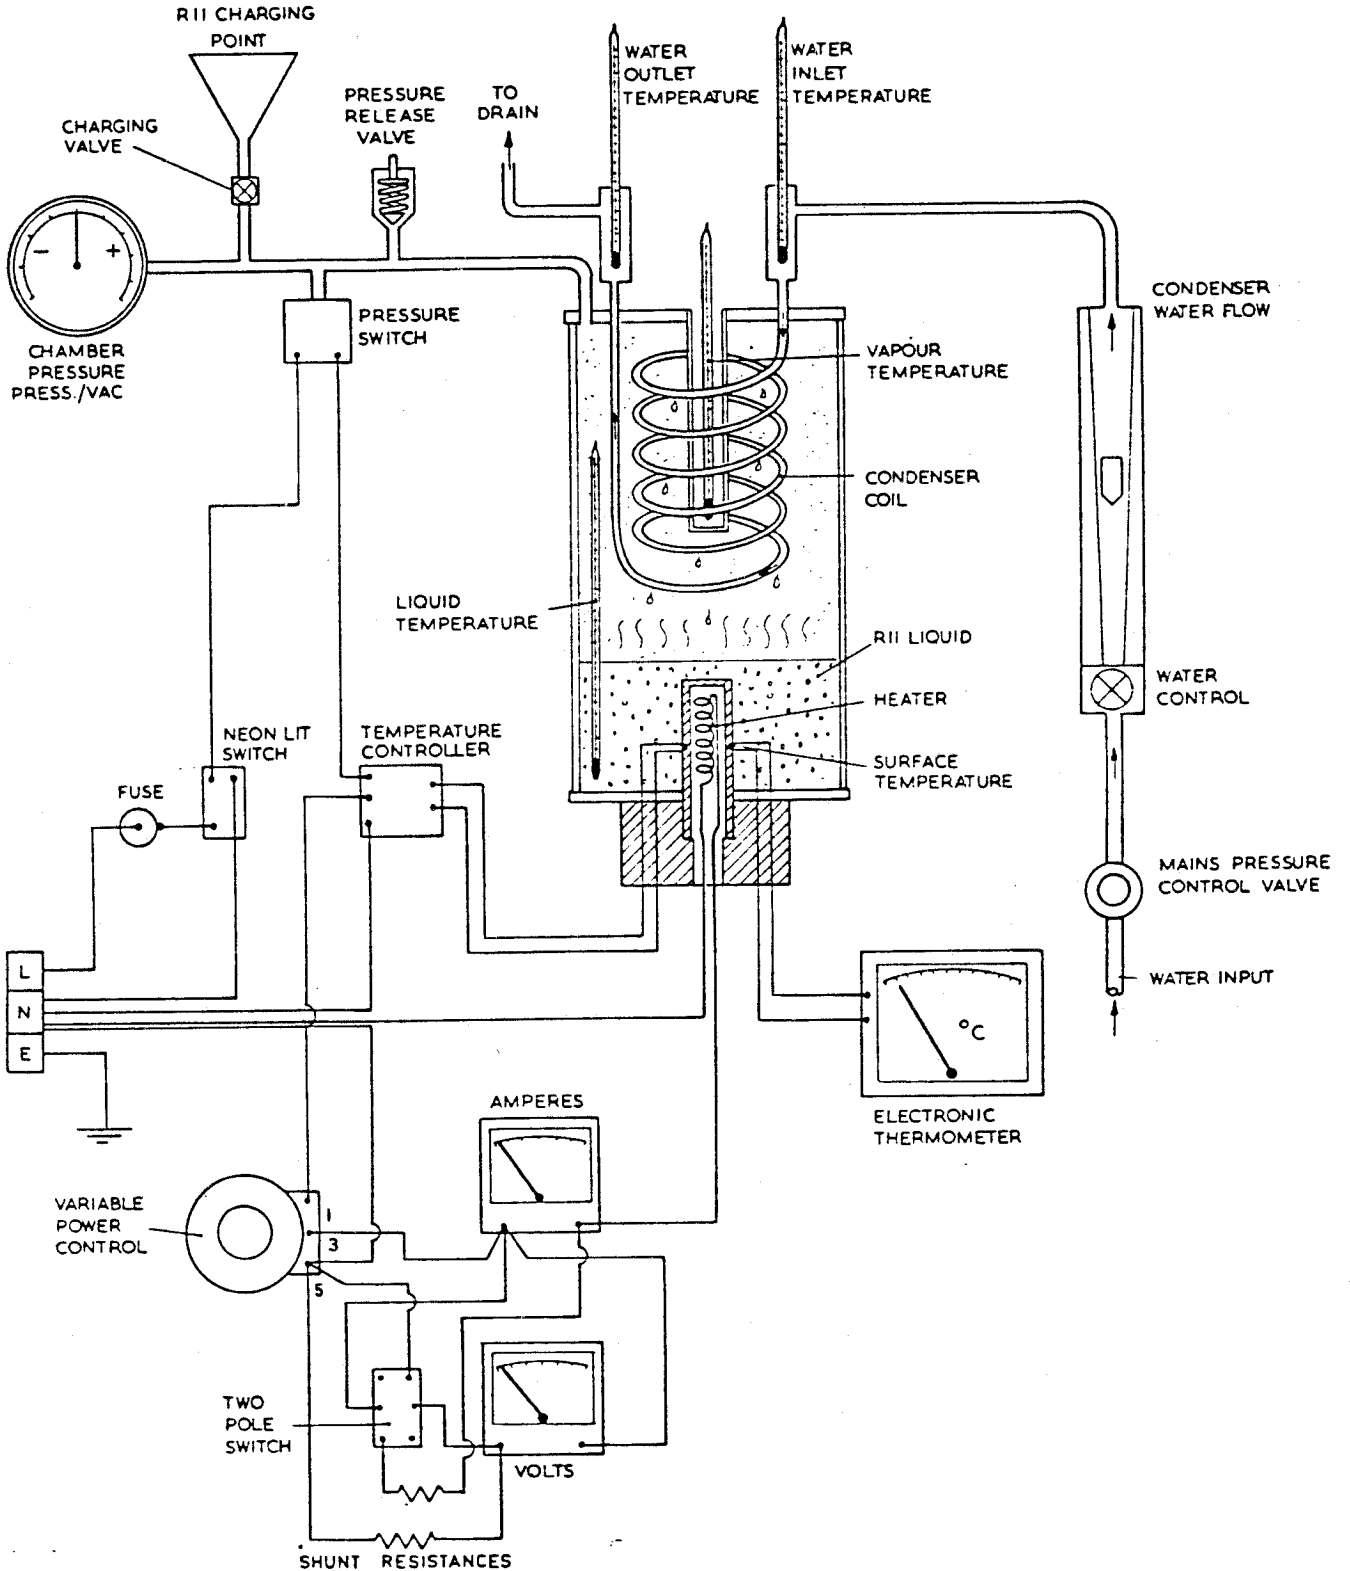 R11 CHARGING
POINT
WATER
OUTLET
TEMPERATURE
WATER
INLET
TEMPERATURE
PRESSURE
RELEASE
VALVE
TO
DRAIN
CHARGING
VALVE
− +
CHAMBER
PRESSURE
PRESS./VAC
PRESSURE
SWITCH
CONDENSER
WATER FLOW
VAPOUR
TEMPERATURE
CONDENSER
COIL
LIQUID
TEMPERATURE
R11 LIQUID
HEATER
SURFACE
TEMPERATURE
WATER
CONTROL
NEON LIT
SWITCH
TEMPERATURE
CONTROLLER
FUSE
MAINS PRESSURE
CONTROL VALVE
WATER INPUT
L
N
E
°C
ELECTRONIC
THERMOMETER
AMPERES
VARIABLE
POWER
CONTROL
1
3
5
TWO
POLE
SWITCH
VOLTS
SHUNT RESISTANCES